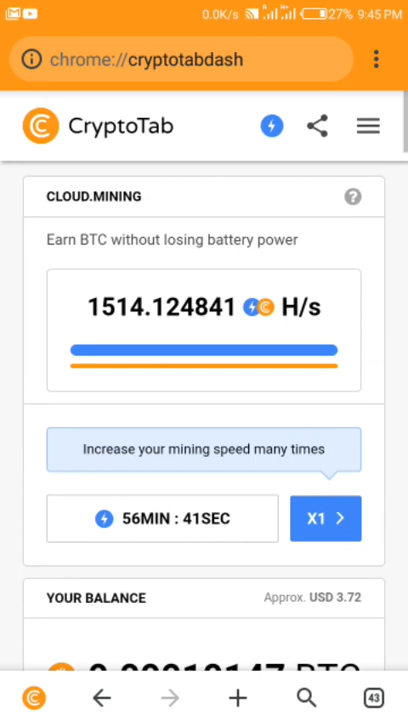 0.0K/s 27% 9:45 PM
chrome://cryptotabdash
CryptoTab
CLOUD.MINING
Earn BTC without losing battery power
1514.124841 H/s
Increase your mining speed many times
56MIN : 41SEC
X1
YOUR BALANCE Approx. USD 3.72
BTC
43